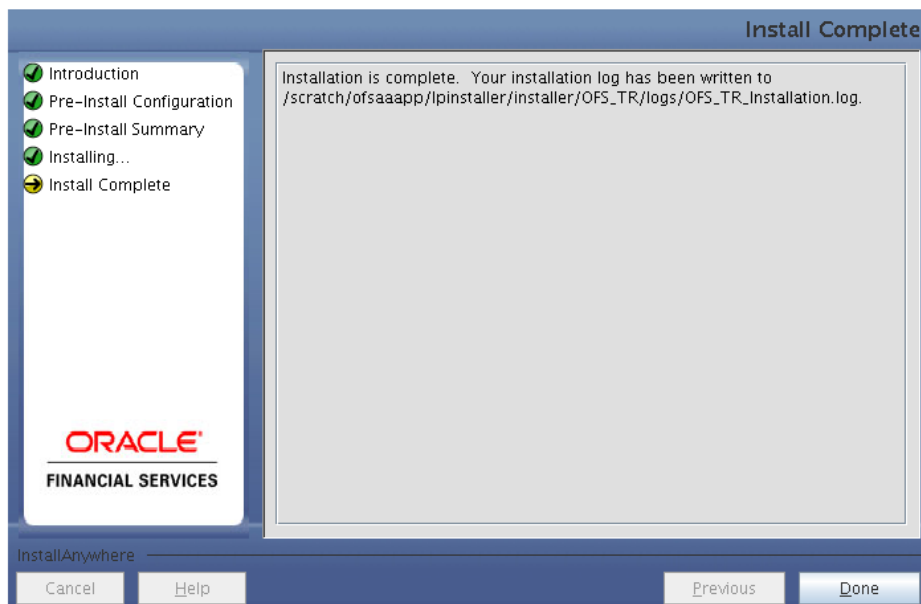 Install Complete
Introduction
Pre-Install Configuration
Pre-Install Summary
Installing...
Install Complete
Installation is complete. Your installation log has been written to
/scratch/ofsaaapp/lpinstaller/installer/OFS_TR/logs/OFS_TR_Installation.log.
ORACLE
FINANCIAL SERVICES
InstallAnywhere
Cancel
Help
Previous
Done